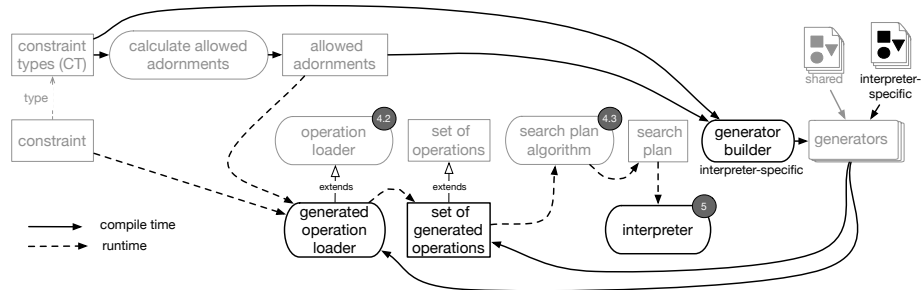 constraint
types (CT)
calculate allowed
adornments
allowed
adornments
shared
interpreter-
specific
type
constraint
4.2
operation
loader
set of
operations
4.3
search plan
algorithm
search
plan
generator
builder
interpreter-specific
generators
extends
extends
generated
operation
loader
set of
generated
operations
5
interpreter
compile time
runtime